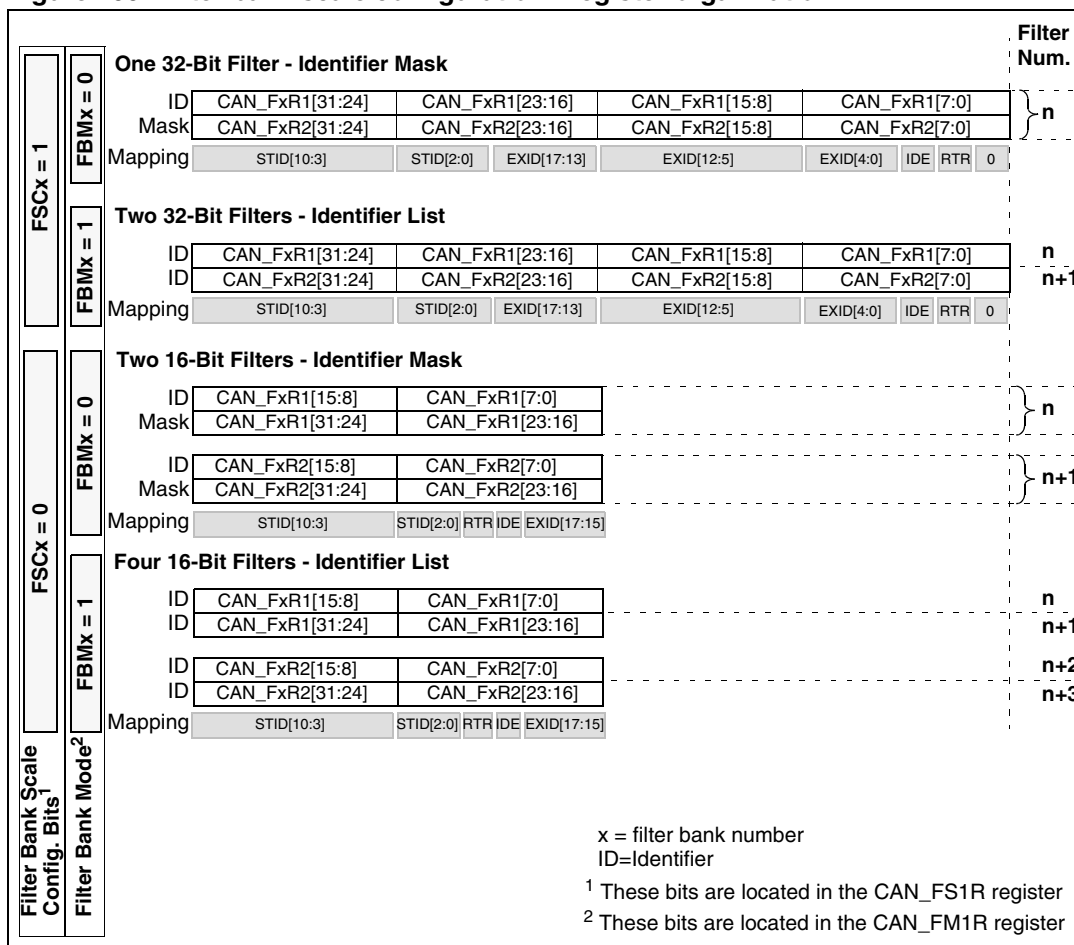 Filter
Num.
One 32-Bit Filter - Identifier Mask
FSCx = 1
FBMx = 0
ID CAN_FxR1[31:24] CAN_FxR1[23:16] CAN_FxR1[15:8] CAN_FxR1[7:0]
Mask CAN_FxR2[31:24] CAN_FxR2[23:16] CAN_FxR2[15:8] CAN_FxR2[7:0]
n
Mapping STID[10:3] STID[2:0] EXID[17:13] EXID[12:5] EXID[4:0] IDE RTR 0
Two 32-Bit Filters - Identifier List
FBMx = 1
ID CAN_FxR1[31:24] CAN_FxR1[23:16] CAN_FxR1[15:8] CAN_FxR1[7:0] n
ID CAN_FxR2[31:24] CAN_FxR2[23:16] CAN_FxR2[15:8] CAN_FxR2[7:0] n+1
Mapping STID[10:3] STID[2:0] EXID[17:13] EXID[12:5] EXID[4:0] IDE RTR 0
Two 16-Bit Filters - Identifier Mask
FSCx = 0
FBMx = 0
ID CAN_FxR1[15:8] CAN_FxR1[7:0]
Mask CAN_FxR1[31:24] CAN_FxR1[23:16]
n
ID CAN_FxR2[15:8] CAN_FxR2[7:0]
Mask CAN_FxR2[31:24] CAN_FxR2[23:16]
n+1
Mapping STID[10:3] STID[2:0] RTR IDE EXID[17:15]
Four 16-Bit Filters - Identifier List
FBMx = 1
ID CAN_FxR1[15:8] CAN_FxR1[7:0] n
ID CAN_FxR1[31:24] CAN_FxR1[23:16] n+1
ID CAN_FxR2[15:8] CAN_FxR2[7:0] n+2
ID CAN_FxR2[31:24] CAN_FxR2[23:16] n+3
Mapping STID[10:3] STID[2:0] RTR IDE EXID[17:15]
Filter Bank Scale
Config. Bits¹
Filter Bank Mode²
x = filter bank number
ID=Identifier
¹ These bits are located in the CAN_FS1R register
² These bits are located in the CAN_FM1R register